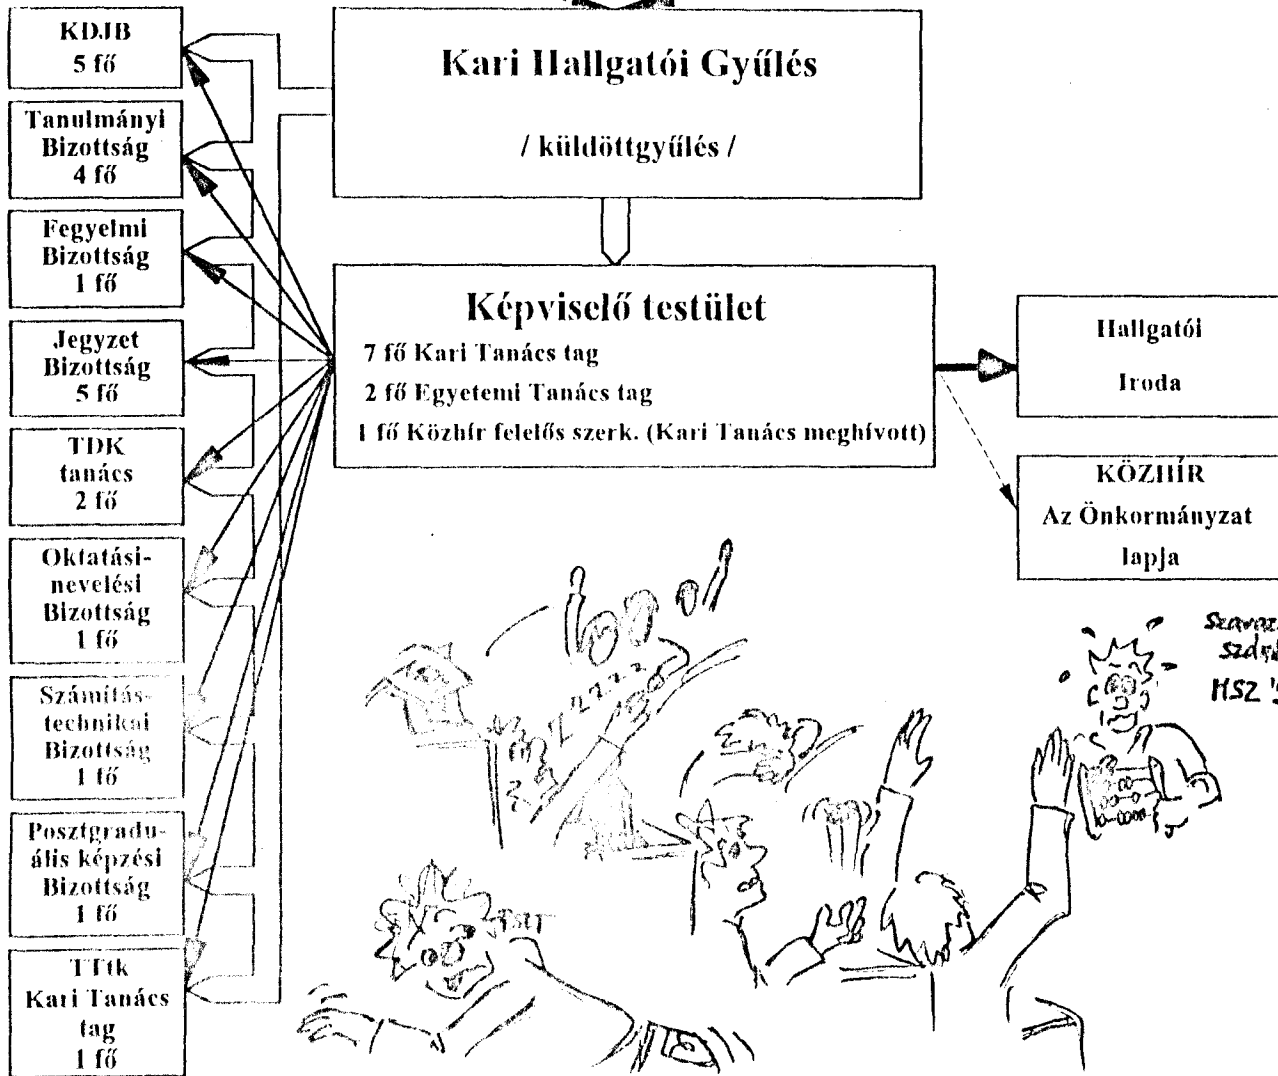 KDJB
5 fő
Tanulmányi
Bizottság
4 fő
Fegyelmi
Bizottság
1 fő
Jegyzet
Bizottság
5 fő
TDK
tanács
2 fő
Oktatási-
nevelési
Bizottság
1 fő
Számítás-
technikai
Bizottság
1 fő
Posztgradu-
ális képzési
Bizottság
1 fő
TTtk
Kari Tanács
tag
1 fő
Kari Hallgatói Gyűlés
/ küldöttgyűlés /
Képviselő testület
7 fő Kari Tanács tag
2 fő Egyetemi Tanács tag
1 fő Közhír felelős szerk. (Kari Tanács meghívott)
Hallgatói
Iroda
KÖZHÍR
Az Önkormányzat
lapja
MSZ